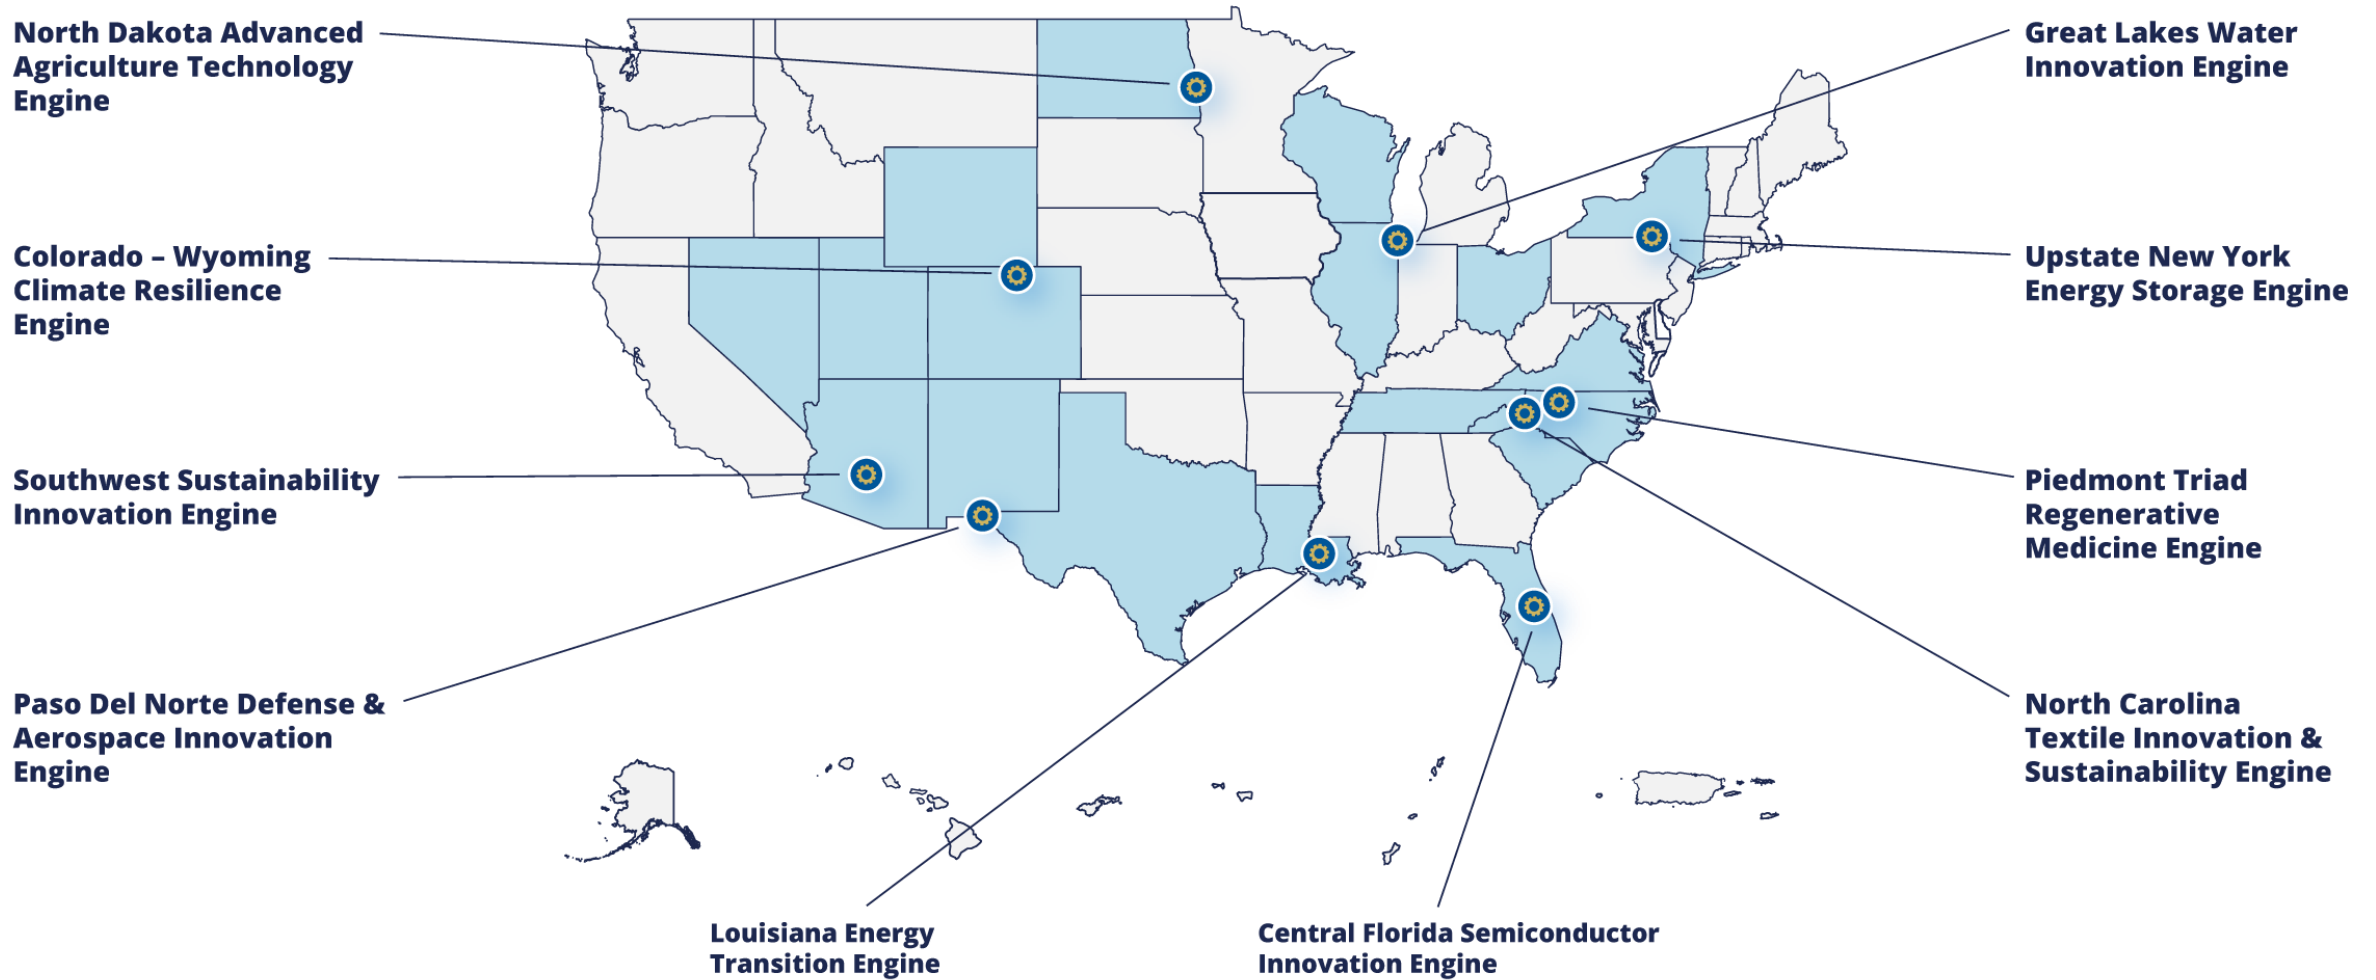 North Dakota Advanced
Agriculture Technology
Engine
Colorado – Wyoming
Climate Resilience
Engine
Southwest Sustainability
Innovation Engine
Paso Del Norte Defense &
Aerospace Innovation
Engine
Louisiana Energy
Transition Engine
Central Florida Semiconductor
Innovation Engine
Great Lakes Water
Innovation Engine
Upstate New York
Energy Storage Engine
Piedmont Triad
Regenerative
Medicine Engine
North Carolina
Textile Innovation &
Sustainability Engine